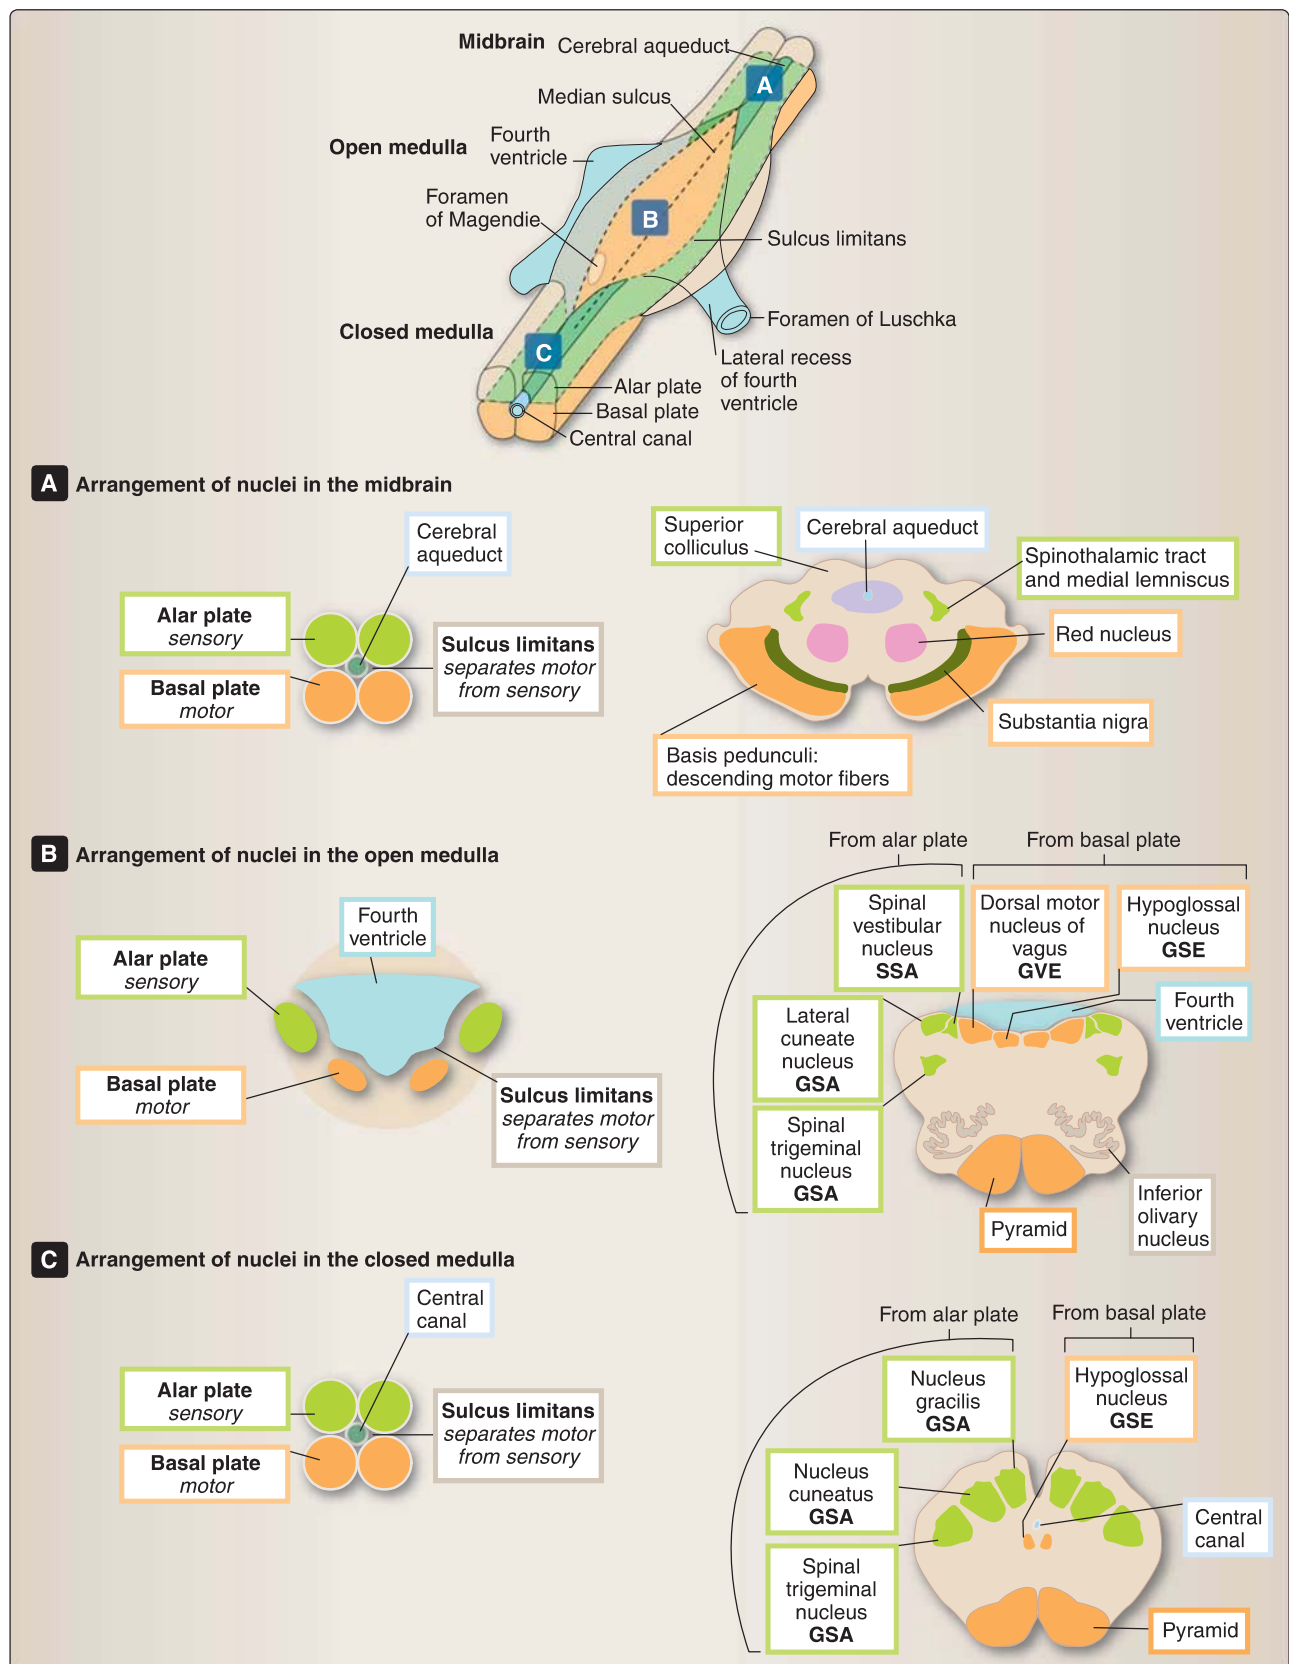 Midbrain
Cerebral aqueduct
A
Median sulcus
Open medulla
Fourth
ventricle
Foramen
of Magendie
B
Sulcus limitans
Foramen of Luschka
Closed medulla
C
Lateral recess
of fourth
ventricle
Alar plate
Basal plate
Central canal
A Arrangement of nuclei in the midbrain
Cerebral
aqueduct
Alar plate
sensory
Basal plate
motor
Sulcus limitans
separates motor
from sensory
Superior
colliculus
Cerebral aqueduct
Spinothalamic tract
and medial lemniscus
Red nucleus
Substantia nigra
Basis pedunculi:
descending motor fibers
B Arrangement of nuclei in the open medulla
Fourth
ventricle
Alar plate
sensory
Basal plate
motor
Sulcus limitans
separates motor
from sensory
From alar plate
From basal plate
Spinal
vestibular
nucleus
SSA
Dorsal motor
nucleus of
vagus
GVE
Hypoglossal
nucleus
GSE
Lateral
cuneate
nucleus
GSA
Fourth
ventricle
Spinal
trigeminal
nucleus
GSA
Pyramid
Inferior
olivary
nucleus
C Arrangement of nuclei in the closed medulla
Central
canal
Alar plate
sensory
Basal plate
motor
Sulcus limitans
separates motor
from sensory
From alar plate
From basal plate
Nucleus
gracilis
GSA
Hypoglossal
nucleus
GSE
Nucleus
cuneatus
GSA
Central
canal
Spinal
trigeminal
nucleus
GSA
Pyramid